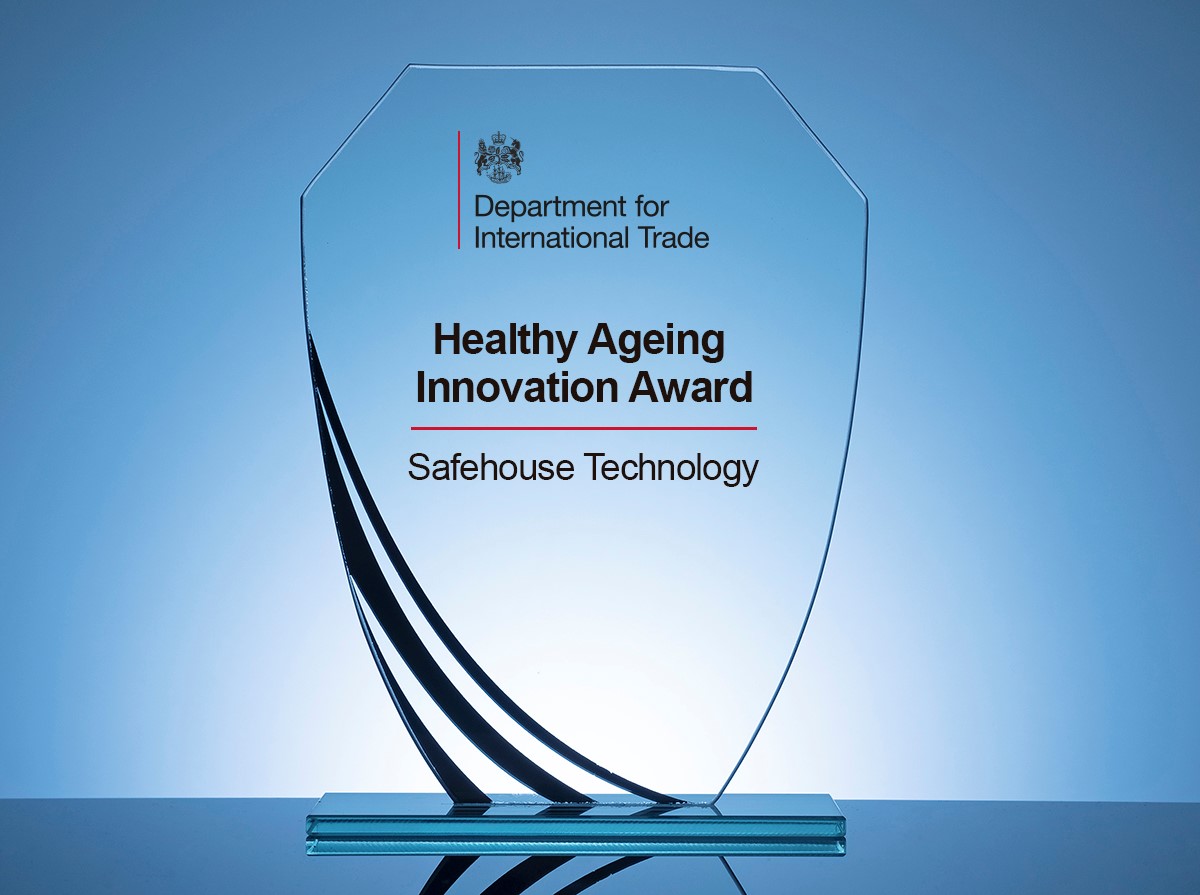 Department for
International Trade
Healthy Ageing
Innovation Award
Safehouse Technology